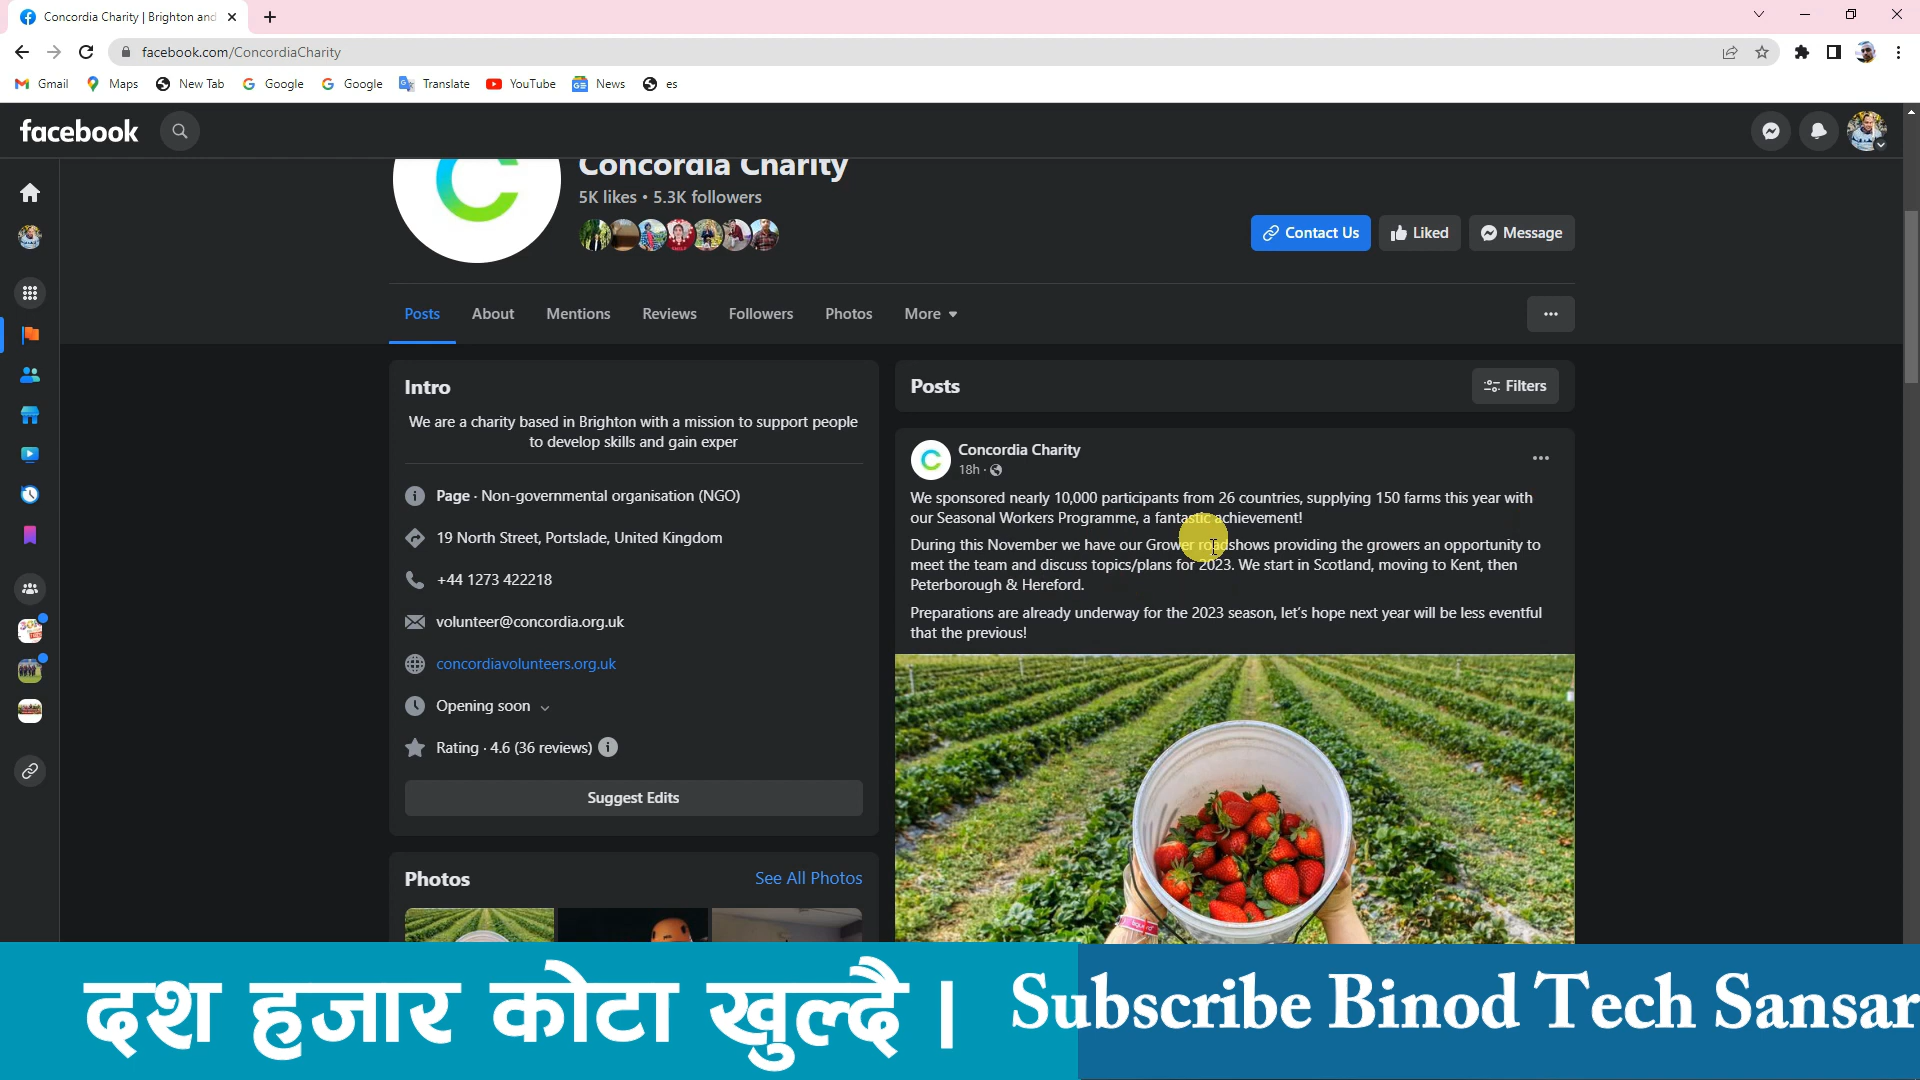 Concordia Charity | Brighton and
facebook.com/ConcordiaCharity
Gmail
Maps
New Tab
Google
Google
Translate
YouTube
News
es
facebook
Concordia Charity
5K likes • 5.3K followers
Contact Us
Liked
Message
Posts
About
Mentions
Reviews
Followers
Photos
More
Intro
We are a charity based in Brighton with a mission to support people
to develop skills and gain exper
Page · Non-governmental organisation (NGO)
19 North Street, Portslade, United Kingdom
+44 1273 422218
volunteer@concordia.org.uk
concordiavolunteers.org.uk
Opening soon
Rating · 4.6 (36 reviews)
Suggest Edits
Photos
See All Photos
Posts
Filters
Concordia Charity
18h ·
We sponsored nearly 10,000 participants from 26 countries, supplying 150 farms this year with
our Seasonal Workers Programme, a fantastic achievement!
During this November we have our Grower roadshows providing the growers an opportunity to
meet the team and discuss topics/plans for 2023. We start in Scotland, moving to Kent, then
Peterborough & Hereford.
Preparations are already underway for the 2023 season, let's hope next year will be less eventful
that the previous!
दश हजार कोटा खुल्दै ।
Subscribe Binod Tech Sansar